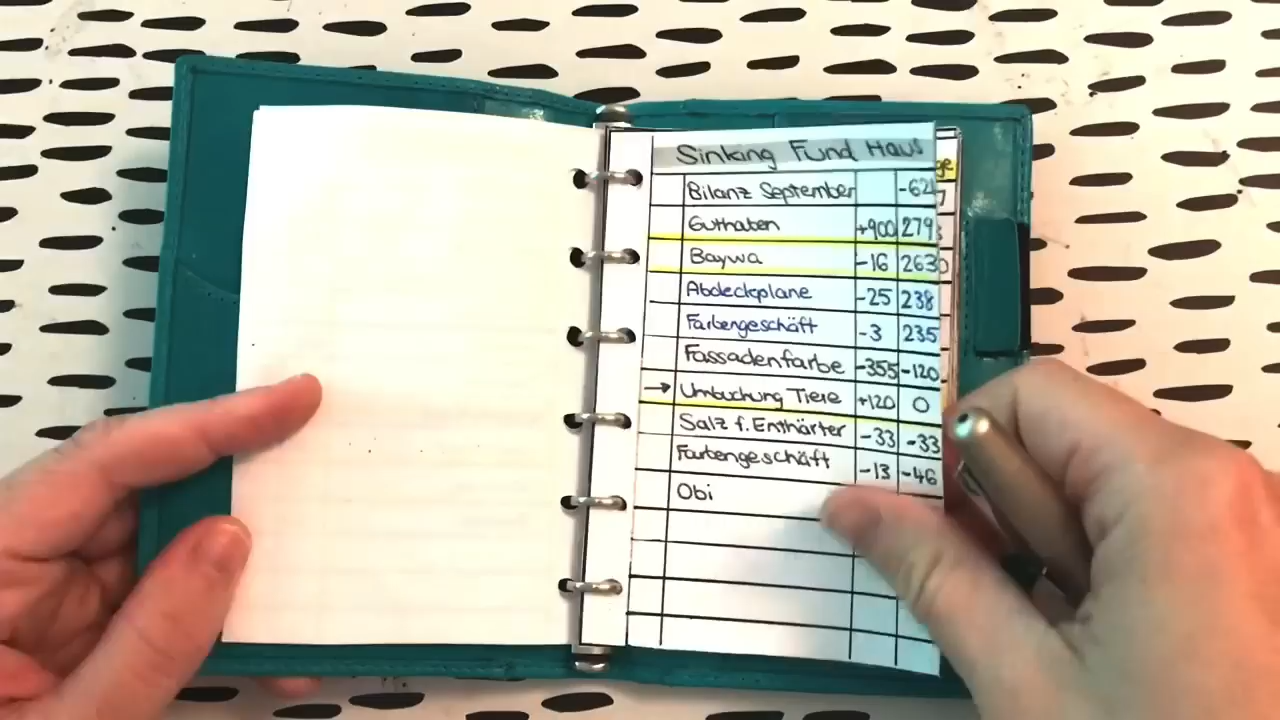 Sinking Fund Haus
Bilanz September -621
Guthaben +900 279
Baywa -16 263
Abdeckplane -25 238
Farbengeschäft -3 235
Fassadenfarbe -355 -120
→ Umbuchung Tiere +120 0
Salz f. Enthärter -33 -33
Farbengeschäft -13 -46
Obi
ge